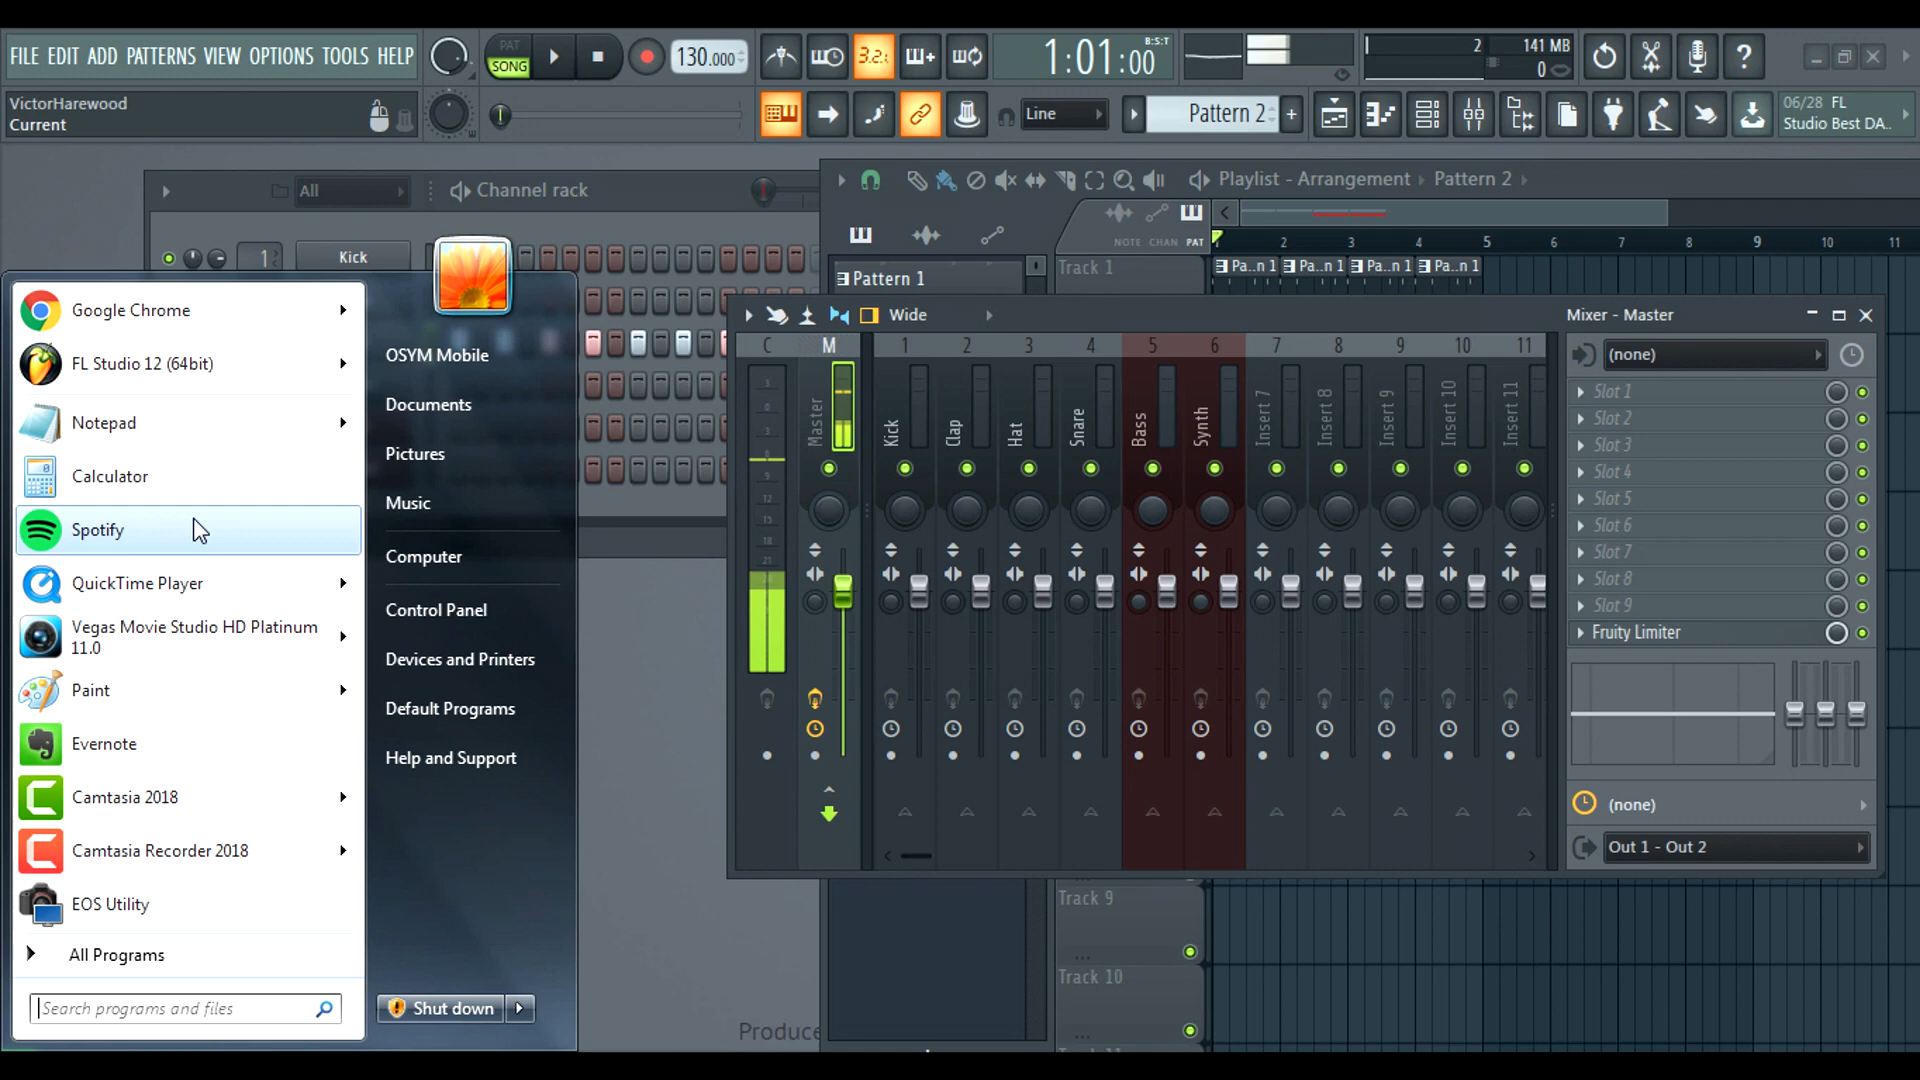 FILE EDIT ADD PATTERNS VIEW OPTIONS TOOLS HELP
PAT
SONG
130.000
3.2.
1:01:00
B:S:T
2
141 MB
0
VictorHarewood
Current
Line
Pattern 2
06/28 FL
Studio Best DA..
All
Channel rack
Playlist - Arrangement
Pattern 2
NOTE CHAN PAT
2 3 4 5 6 7 8 9 10 11
1
Kick
Pattern 1
Track 1
Pa..n 1
Pa..n 1
Pa..n 1
Pa..n 1
Wide
Mixer - Master
C M 1 2 3 4 5 6 7 8 9 10 11
Master
Kick
Clap
Hat
Snare
Bass
Synth
Insert 7
Insert 8
Insert 9
Insert 10
Insert 11
(none)
Slot 1
Slot 2
Slot 3
Slot 4
Slot 5
Slot 6
Slot 7
Slot 8
Slot 9
Fruity Limiter
(none)
Out 1 - Out 2
Track 9
Track 10
Produce
Google Chrome
FL Studio 12 (64bit)
Notepad
Calculator
Spotify
QuickTime Player
Vegas Movie Studio HD Platinum
11.0
Paint
Evernote
Camtasia 2018
Camtasia Recorder 2018
EOS Utility
All Programs
Search programs and files
OSYM Mobile
Documents
Pictures
Music
Computer
Control Panel
Devices and Printers
Default Programs
Help and Support
Shut down